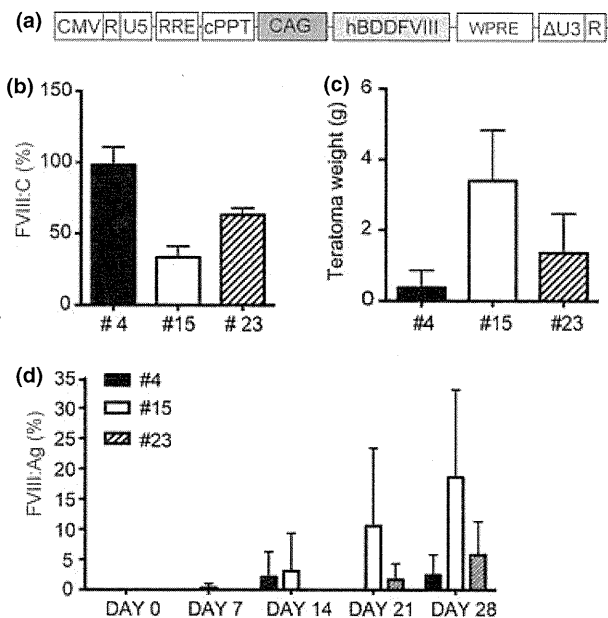 (a) CMV R U5 RRE cPPT CAG hBDDFVIII WPRE ΔU3 R
(b)
FVIII:C (%)
150
100
50
0
#4 #15 #23
(c)
Teratoma weight (g)
6
4
2
0
#4 #15 #23
(d)
FVIII:Ag (%)
35
30
25
20
15
10
5
0
#4
#15
#23
DAY 0 DAY 7 DAY 14 DAY 21 DAY 28